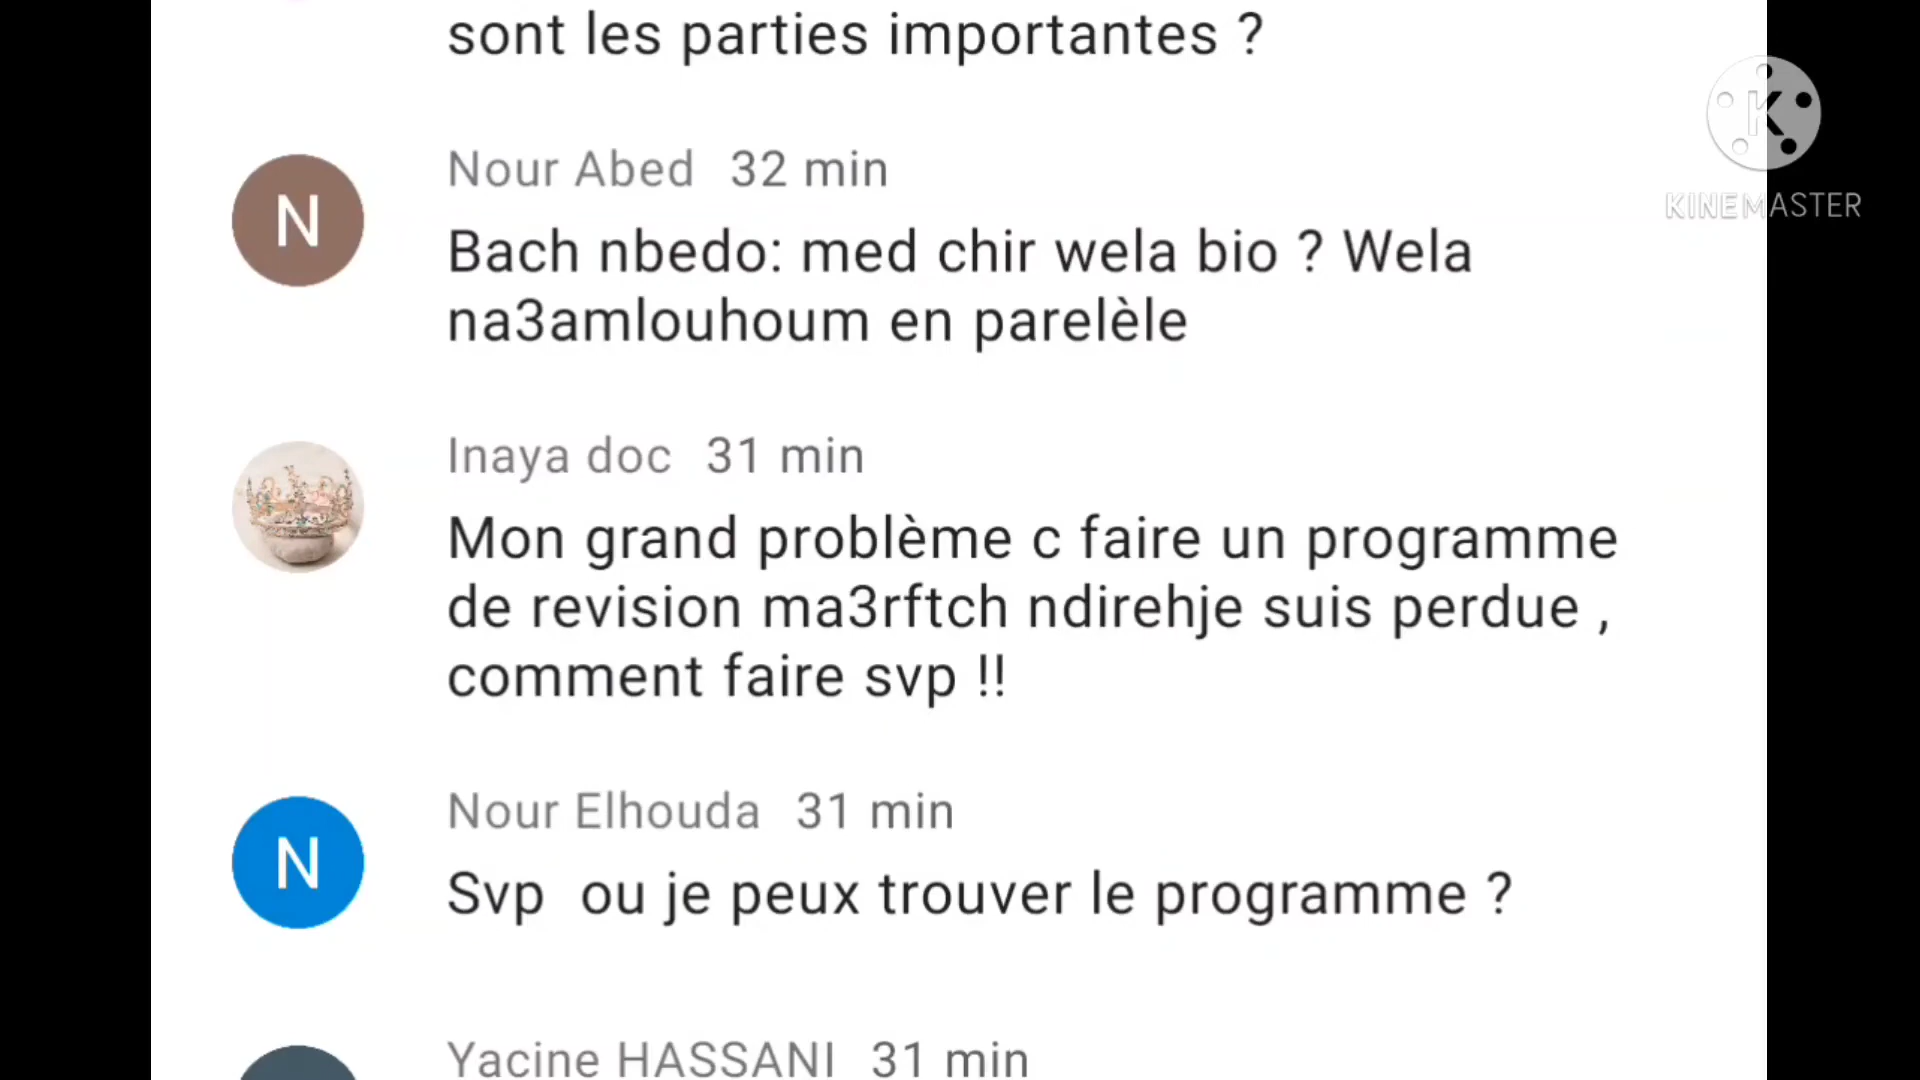 sont les parties importantes ?
K
KINEMASTER
N
Nour Abed 32 min
Bach nbedo: med chir wela bio ? Wela
na3amlouhoum en parelèle
Inaya doc 31 min
Mon grand problème c faire un programme
de revision ma3rftch ndirehje suis perdue ,
comment faire svp !!
N
Nour Elhouda 31 min
Svp ou je peux trouver le programme ?
Yacine HASSANI 31 min